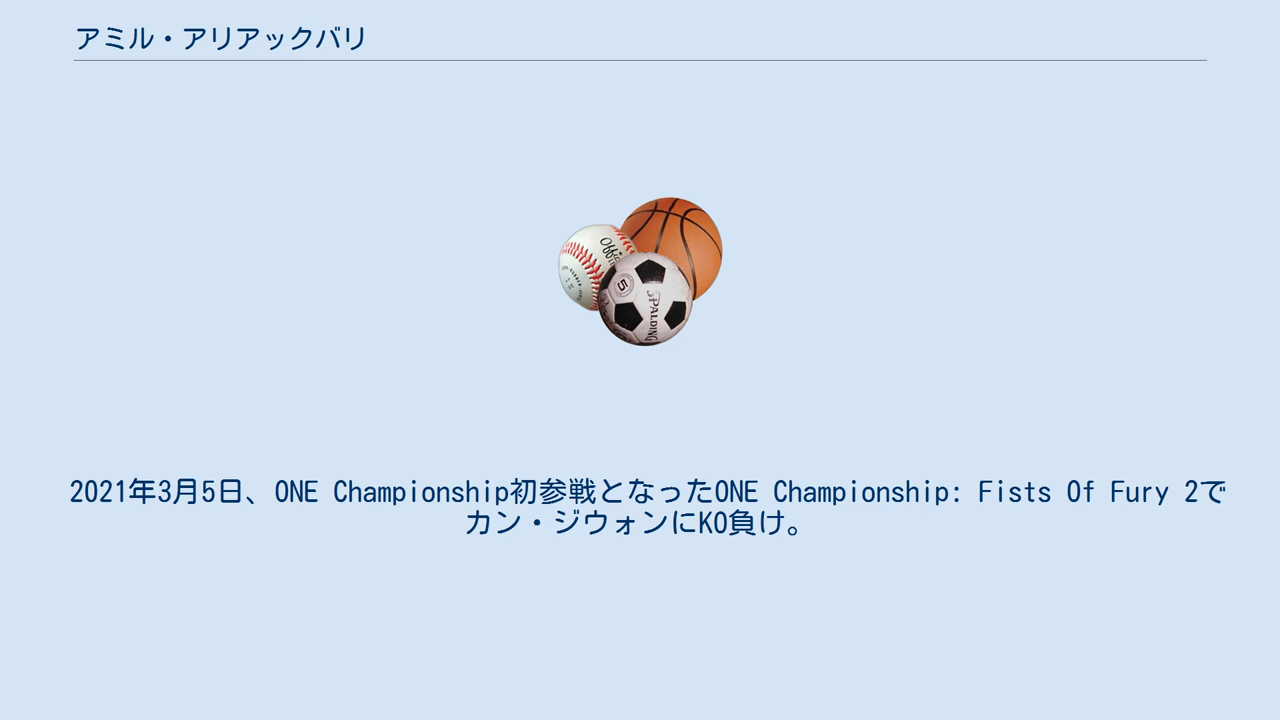 アミル・アリアックバリ
Offi
5
SPALDING
2021年3月5日、ONE Championship初参戦となったONE Championship: Fists Of Fury 2で
カン・ジウォンにKO負け。